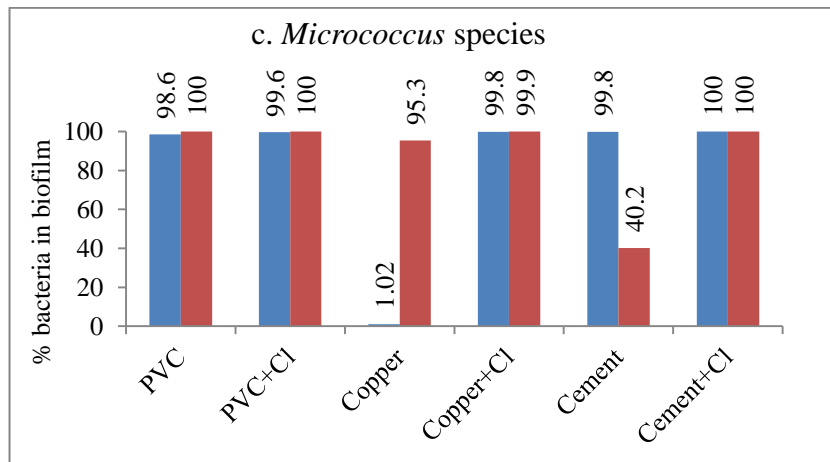 c. Micrococcus species
98.6
100
99.6
100
1.02
95.3
99.8
99.9
99.8
40.2
100
100
% bacteria in biofilm
100
80
60
40
20
0
PVC
PVC+Cl
Copper
Copper+Cl
Cement
Cement+Cl